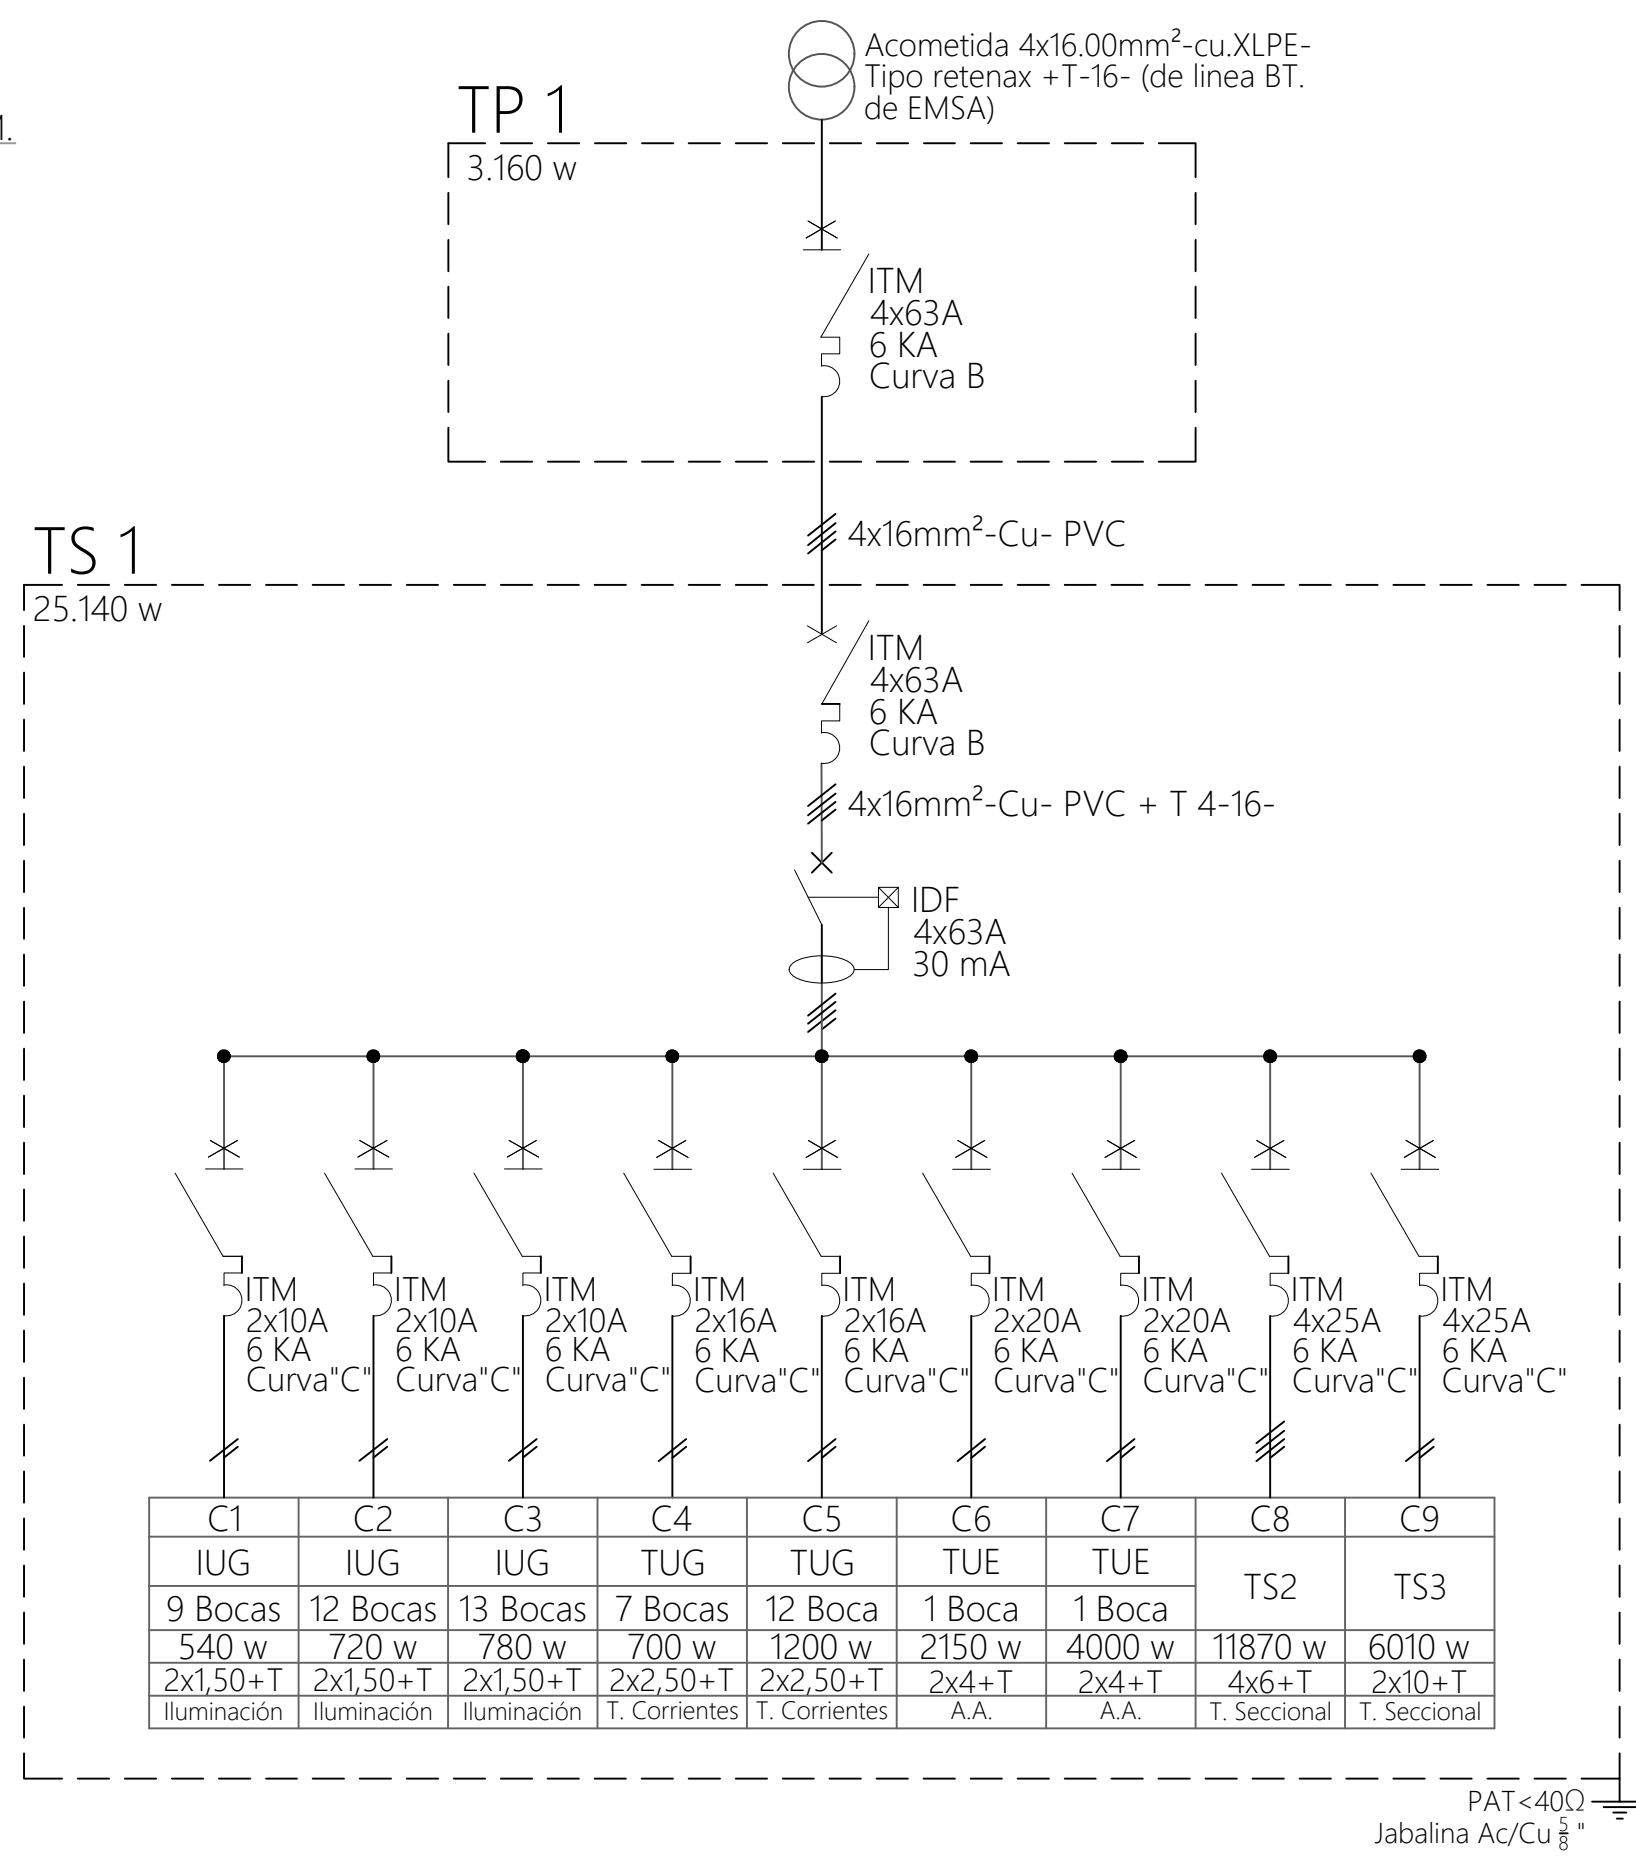 Acometida 4x16.00mm²-cu.XLPE-
Tipo retenax +T-16- (de linea BT.
de EMSA)
TP 1
3.160 w
ITM
4x63A
6 KA
Curva B
4x16mm²-Cu- PVC
TS 1
25.140 w
ITM
4x63A
6 KA
Curva B
4x16mm²-Cu- PVC + T 4-16-
IDF
4x63A
30 mA
ITM ITM ITM ITM ITM ITM ITM ITM ITM
2x10A 2x10A 2x10A 2x16A 2x16A 2x20A 2x20A 4x25A 4x25A
6 KA 6 KA 6 KA 6 KA 6 KA 6 KA 6 KA 6 KA 6 KA
Curva"C" Curva"C" Curva"C" Curva"C" Curva"C" Curva"C" Curva"C" Curva"C" Curva"C"
C1 C2 C3 C4 C5 C6 C7 C8 C9
IUG IUG IUG TUG TUG TUE TUE TS2 TS3
9 Bocas 12 Bocas 13 Bocas 7 Bocas 12 Boca 1 Boca 1 Boca
540 w 720 w 780 w 700 w 1200 w 2150 w 4000 w 11870 w 6010 w
2x1,50+T 2x1,50+T 2x1,50+T 2x2,50+T 2x2,50+T 2x4+T 2x4+T 4x6+T 2x10+T
Iluminación Iluminación Iluminación T. Corrientes T. Corrientes A.A. A.A. T. Seccional T. Seccional
PAT<40Ω
Jabalina Ac/Cu 5/8 "